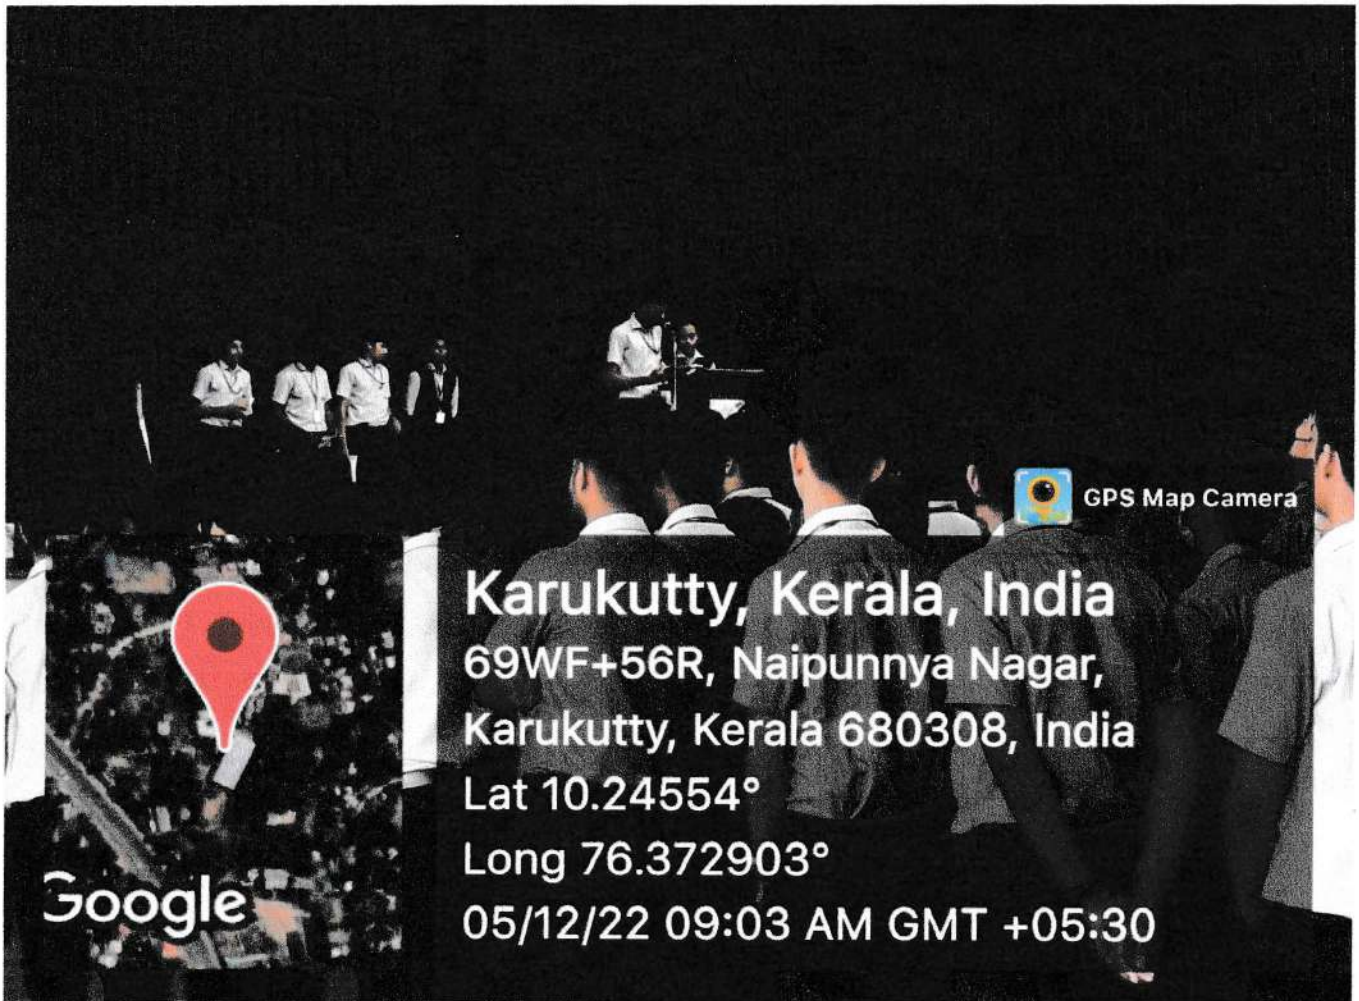 GPS Map Camera
Karukutty, Kerala, India
69WF+56R, Naipunnya Nagar,
Karukutty, Kerala 680308, India
Lat 10.24554°
Long 76.372903°
05/12/22 09:03 AM GMT +05:30
Google